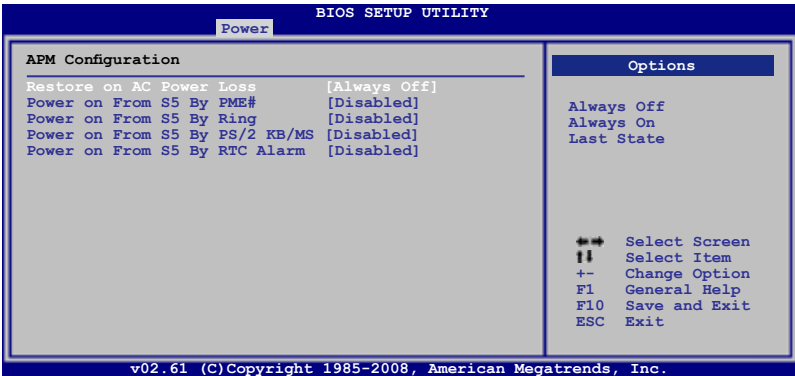 BIOS SETUP UTILITY
Power
APM Configuration
Restore on AC Power Loss [Always Off]
Power on From S5 By PME# [Disabled]
Power on From S5 By Ring [Disabled]
Power on From S5 By PS/2 KB/MS [Disabled]
Power on From S5 By RTC Alarm [Disabled]
Options
Always Off
Always On
Last State
←→ Select Screen
↑↓ Select Item
+- Change Option
F1 General Help
F10 Save and Exit
ESC Exit
v02.61 (C)Copyright 1985-2008, American Megatrends, Inc.